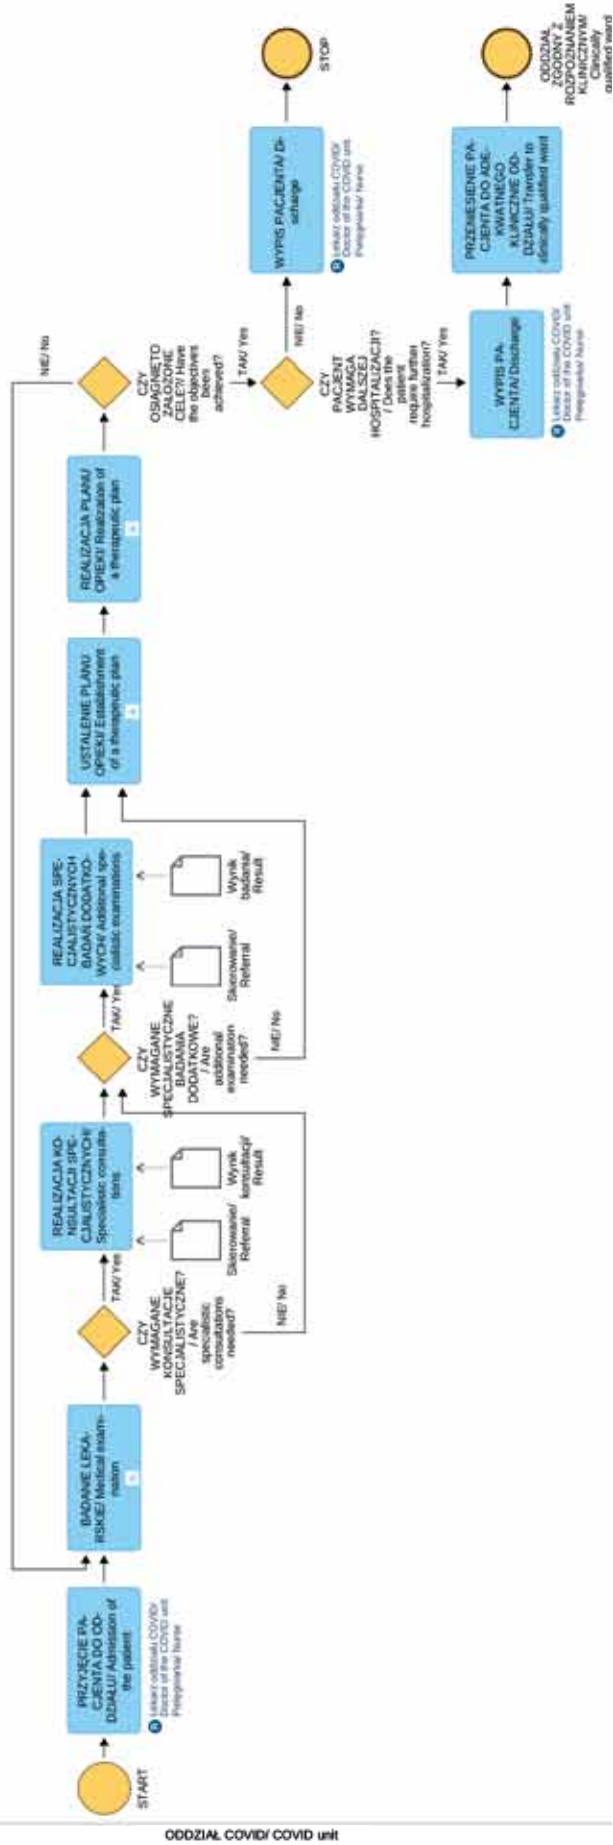 ODDZIAŁ COVID/ COVID unit
START
PRZYJĘCIE PA-
CJENTA DO OD-
DZIAŁU/ Admission of
the patient
R Lekarz oddziału COVID/
Doctor of the COVID unit
Pielęgniarka/ Nurse
BADANIE LEKA-
RSKIE/ Medical exami-
nation
CZY
WYMAGANE
KONSULTACJE
SPECJALISTYCZNE?
/ Are
specialistic
consultations
needed?
TAK/ Yes
NIE/ No
REALIZACJA KO-
NSULTACJI SPE-
CJALISTYCZNYCH/
Specialistic consulta-
tions
Skierowanie/
Referral
Wynik
konsultacji/
Result
CZY
WYMAGANE
SPECJALISTYCZNE
BADANIA
DODATKOWE?
/ Are
additional
examination
needed?
TAK/ Yes
NIE/ No
REALIZACJA SPE-
CJALISTYCZNYCH
BADAŃ DODATKO-
WYCH/ Additional spe-
cialistic examinations
Skierowanie/
Referral
Wynik
badania/
Result
USTALENIE PLANU
OPIEKI/ Establishment
of a therapeutic plan
REALIZACJA PLANU
OPIEKI/ Realization of
a therapeutic plan
CZY
OSIĄGNIĘTO
ZAŁOŻONE
CELE?/ Have
the objectives
been
achieved?
NIE/ No
TAK/ Yes
CZY
PACJENT
WYMAGA
DALSZEJ
HOSPITALIZACJI?
/ Does the
patient
require further
hospitalization?
NIE/ No
TAK/ Yes
WYPIS PACJENTA/ Di-
scharge
R Lekarz oddziału COVID/
Doctor of the COVID unit
Pielęgniarka/ Nurse
STOP
WYPIS PA-
CJENTA/ Discharge
R Lekarz oddziału COVID/
Doctor of the COVID unit
Pielęgniarka/ Nurse
PRZENIESIENIE PA-
CJENTA DO ADE-
KWATNEGO
KLINICZNIE OD-
DZIAŁU/ Transfer to
clinically qualified ward
ODDZIAŁ
ZGODNY Z
ROZPOZNANIEM
KLINICZNYM/
Clinically
qualified ward